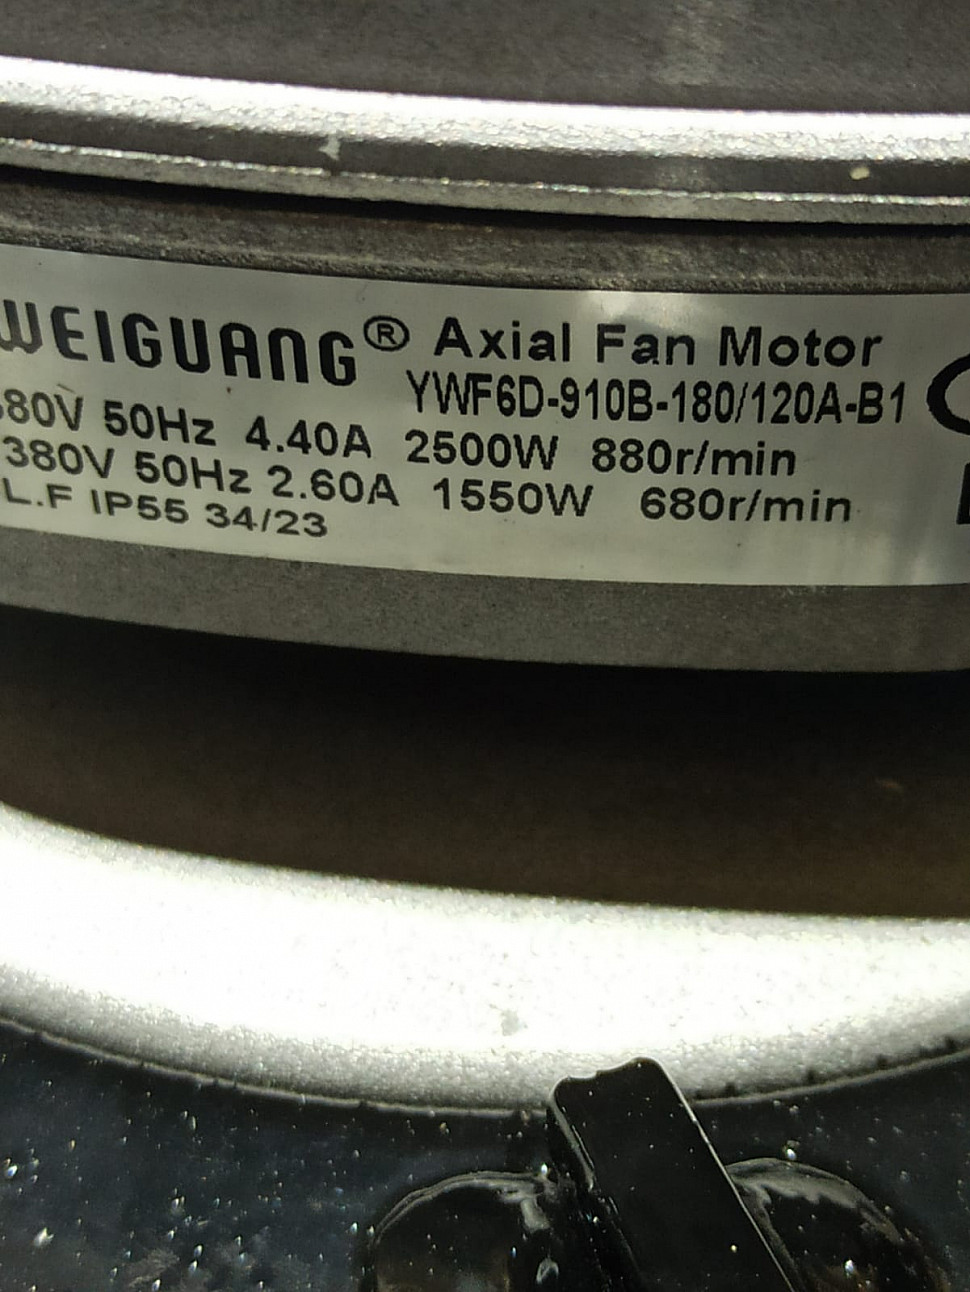 WEIGUANG® Axial Fan Motor
YWF6D-910B-180/120A-B1
380V 50Hz 4.40A 2500W 880r/min
380V 50Hz 2.60A 1550W 680r/min
L.F IP55 34/23